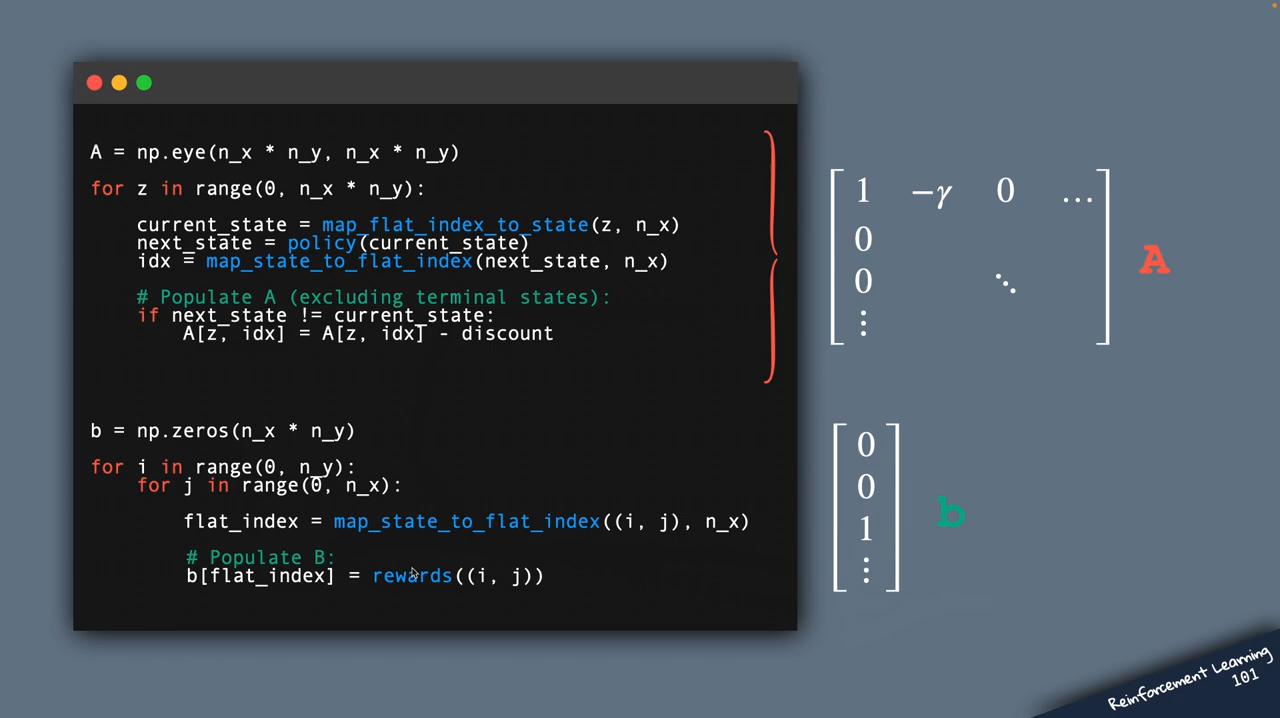 A = np.eye(n_x * n_y, n_x * n_y)
for z in range(0, n_x * n_y):
current_state = map_flat_index_to_state(z, n_x)
next_state = policy(current_state)
idx = map_state_to_flat_index(next_state, n_x)
# Populate A (excluding terminal states):
if next_state != current_state:
A[z, idx] = A[z, idx] - discount
b = np.zeros(n_x * n_y)
for i in range(0, n_y):
for j in range(0, n_x):
flat_index = map_state_to_flat_index((i, j), n_x)
# Populate B:
b[flat_index] = rewards((i, j))
1 −γ 0 …
0
0 ⋱
⋮
A
0
0
1
⋮
b
Reinforcement Learning
101